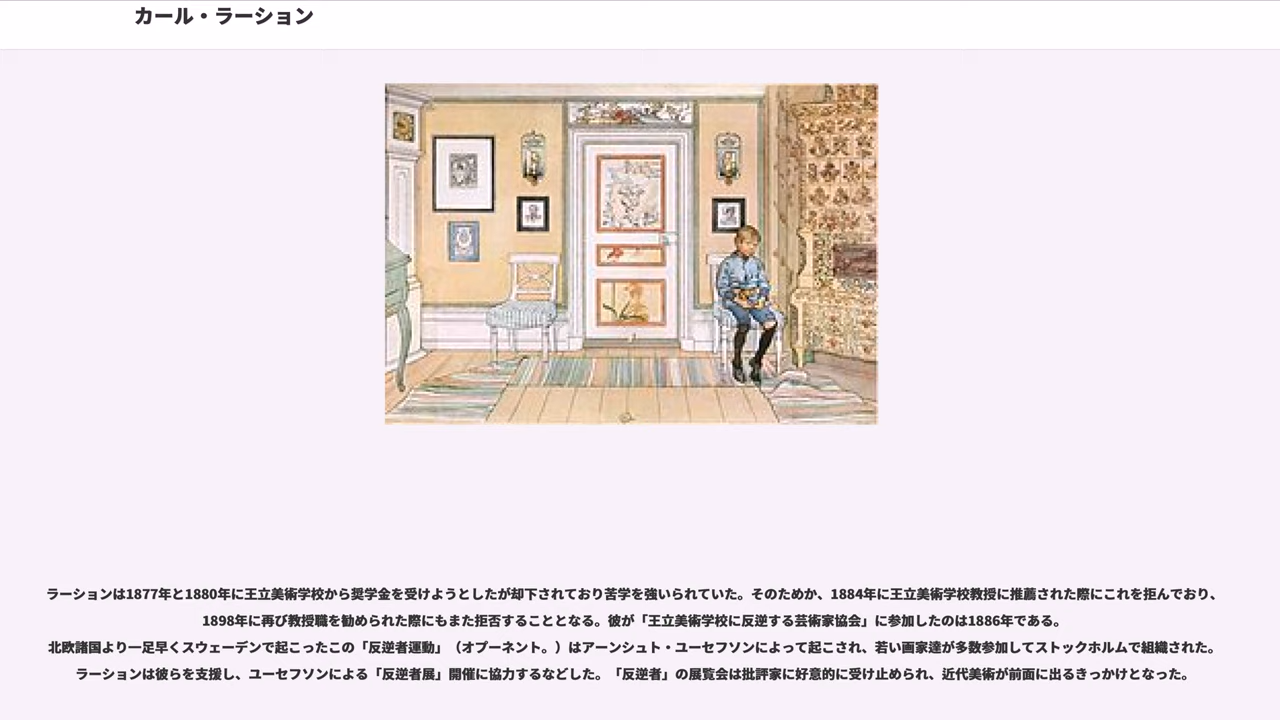 カール・ラーション
ラーションは1877年と1880年に王立美術学校から奨学金を受けようとしたが却下されており苦学を強いられていた。そのためか、1884年に王立美術学校教授に推薦された際にこれを拒んでおり、
1898年に再び教授職を勧められた際にもまた拒否することとなる。彼が「王立美術学校に反逆する芸術家協会」に参加したのは1886年である。
北欧諸国より一足早くスウェーデンで起こったこの「反逆者運動」（オプーネント。）はアーンシュト・ユーセフソンによって起こされ、若い画家達が多数参加してストックホルムで組織された。
ラーションは彼らを支援し、ユーセフソンによる「反逆者展」開催に協力するなどした。「反逆者」の展覧会は批評家に好意的に受け止められ、近代美術が前面に出るきっかけとなった。